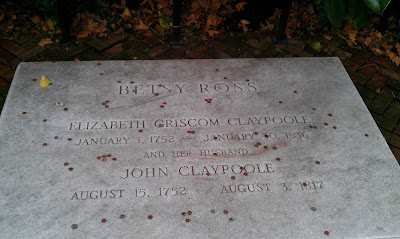 BETSY ROSS
ELIZABETH GRISCOM CLAYPOOLE
JANUARY 1, 1752 — JANUARY 30, 1836
AND HER HUSBAND
JOHN CLAYPOOLE
AUGUST 15, 1752 AUGUST 3, 1817